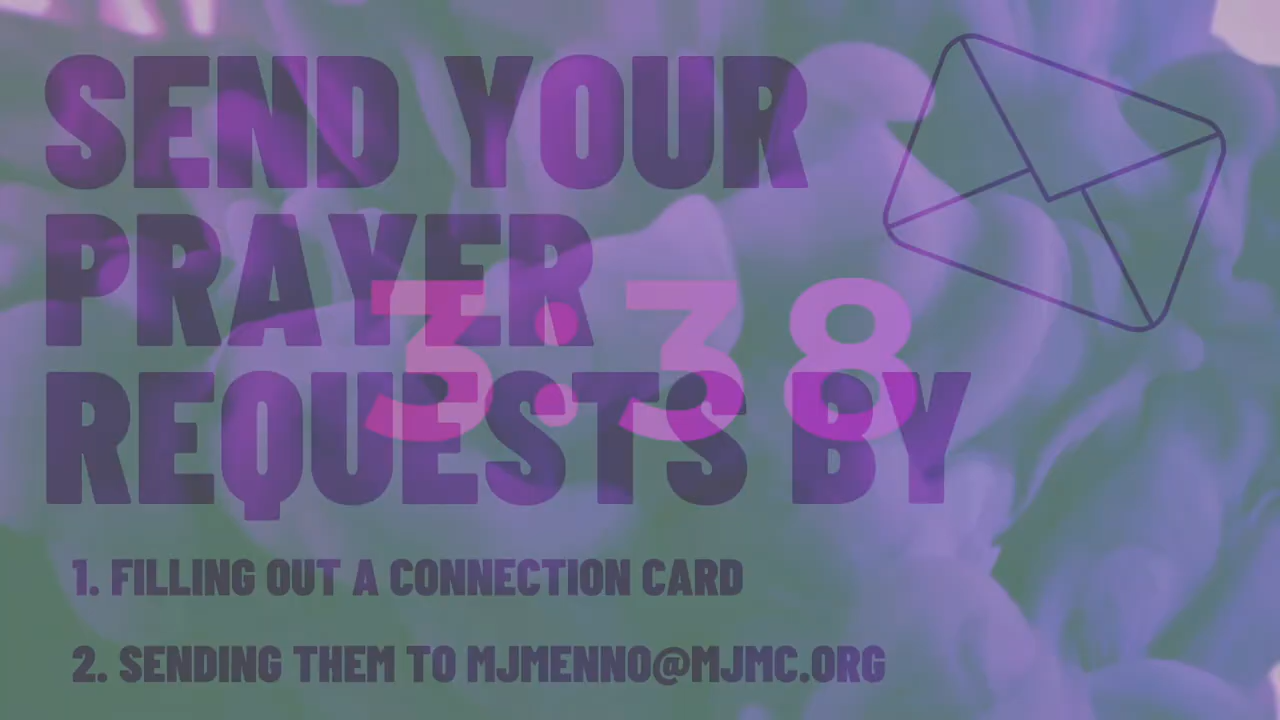 SEND YOUR
PRAYER
3:38
REQUESTS BY
1. FILLING OUT A CONNECTION CARD
2. SENDING THEM TO MJMENNO@MJMC.ORG